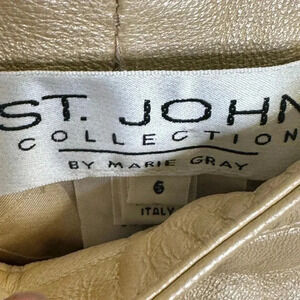 ST. JOHN
COLLECTION
BY MARIE GRAY
6
ITALY